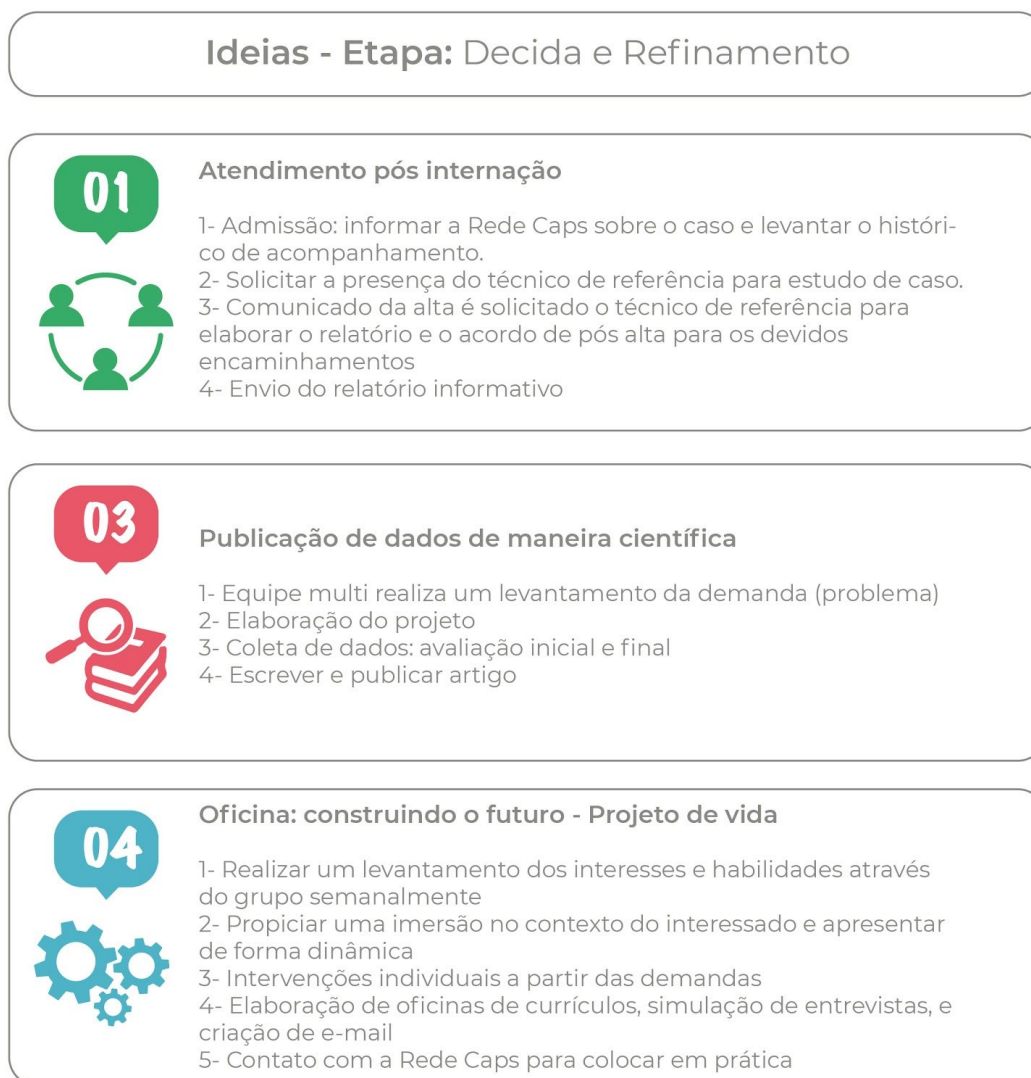 Ideias - Etapa: Decida e Refinamento
01
Atendimento pós internação
1- Admissão: informar a Rede Caps sobre o caso e levantar o históri-
co de acompanhamento.
2- Solicitar a presença do técnico de referência para estudo de caso.
3- Comunicado da alta é solicitado o técnico de referência para
elaborar o relatório e o acordo de pós alta para os devidos
encaminhamentos
4- Envio do relatório informativo
03
Publicação de dados de maneira científica
1- Equipe multi realiza um levantamento da demanda (problema)
2- Elaboração do projeto
3- Coleta de dados: avaliação inicial e final
4- Escrever e publicar artigo
04
Oficina: construindo o futuro - Projeto de vida
1- Realizar um levantamento dos interesses e habilidades através
do grupo semanalmente
2- Propiciar uma imersão no contexto do interessado e apresentar
de forma dinâmica
3- Intervenções individuais a partir das demandas
4- Elaboração de oficinas de currículos, simulação de entrevistas, e
criação de e-mail
5- Contato com a Rede Caps para colocar em prática